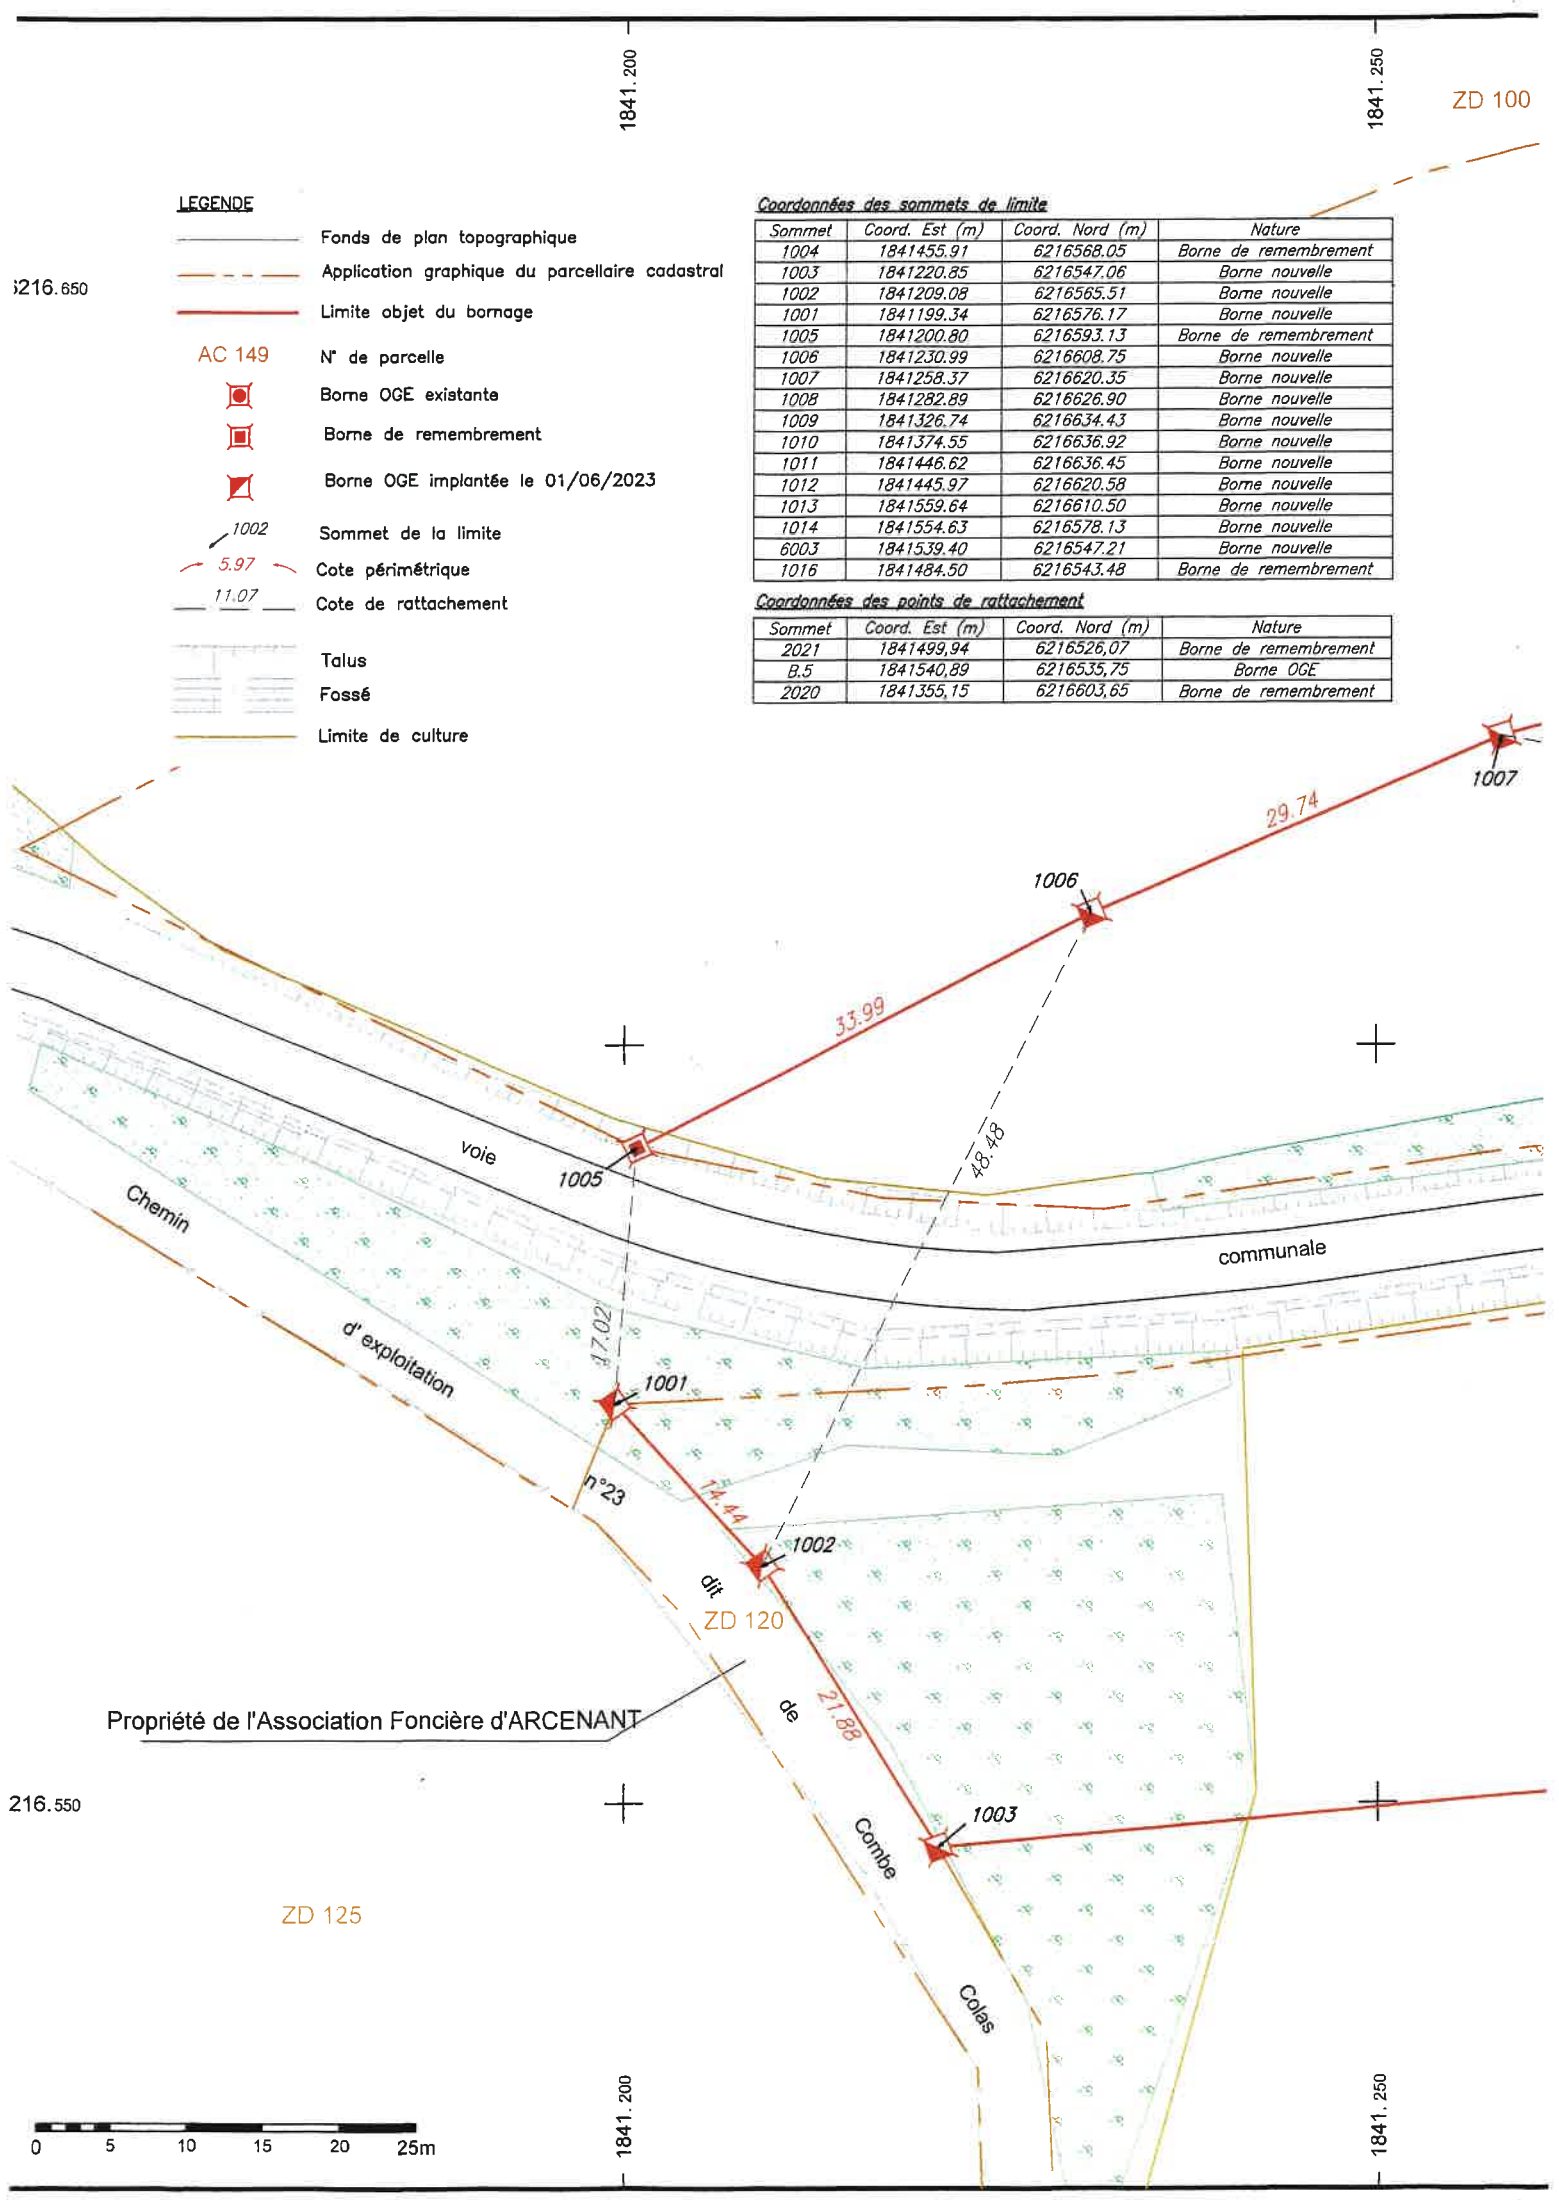 1841.200
1841.250
ZD 100
LEGENDE
Fonds de plan topographique
Application graphique du parcellaire cadastral
Limite objet du bornage
AC 149 N° de parcelle
Borne OGE existante
Borne de remembrement
Borne OGE implantée le 01/06/2023
1002 Sommet de la limite
5.97 Cote périmétrique
11.07 Cote de rattachement
Talus
Fossé
Limite de culture
216.650
Coordonnées des sommets de limite
Sommet Coord. Est (m) Coord. Nord (m) Nature
1004 1841455.91 6216568.05 Borne de remembrement
1003 1841220.85 6216547.06 Borne nouvelle
1002 1841209.08 6216565.51 Borne nouvelle
1001 1841199.34 6216576.17 Borne nouvelle
1005 1841200.80 6216593.13 Borne de remembrement
1006 1841230.99 6216608.75 Borne nouvelle
1007 1841258.37 6216620.35 Borne nouvelle
1008 1841282.89 6216626.90 Borne nouvelle
1009 1841326.74 6216634.43 Borne nouvelle
1010 1841374.55 6216636.92 Borne nouvelle
1011 1841446.62 6216636.45 Borne nouvelle
1012 1841445.97 6216620.58 Borne nouvelle
1013 1841559.64 6216610.50 Borne nouvelle
1014 1841554.63 6216578.13 Borne nouvelle
6003 1841539.40 6216547.21 Borne nouvelle
1016 1841484.50 6216543.48 Borne de remembrement
Coordonnées des points de rattachement
Sommet Coord. Est (m) Coord. Nord (m) Nature
2021 1841499,94 6216526,07 Borne de remembrement
B.5 1841540,89 6216535,75 Borne OGE
2020 1841355,15 6216603,65 Borne de remembrement
1007
29.74
1006
33.99
48.48
voie
1005
communale
Chemin
d'exploitation
17.02
1001
n°23
14.44
1002
dit
ZD 120
de
21.88
Propriété de l'Association Foncière d'ARCENANT
216.550
1003
Combe
ZD 125
Colas
1841.200
1841.250
0 5 10 15 20 25m